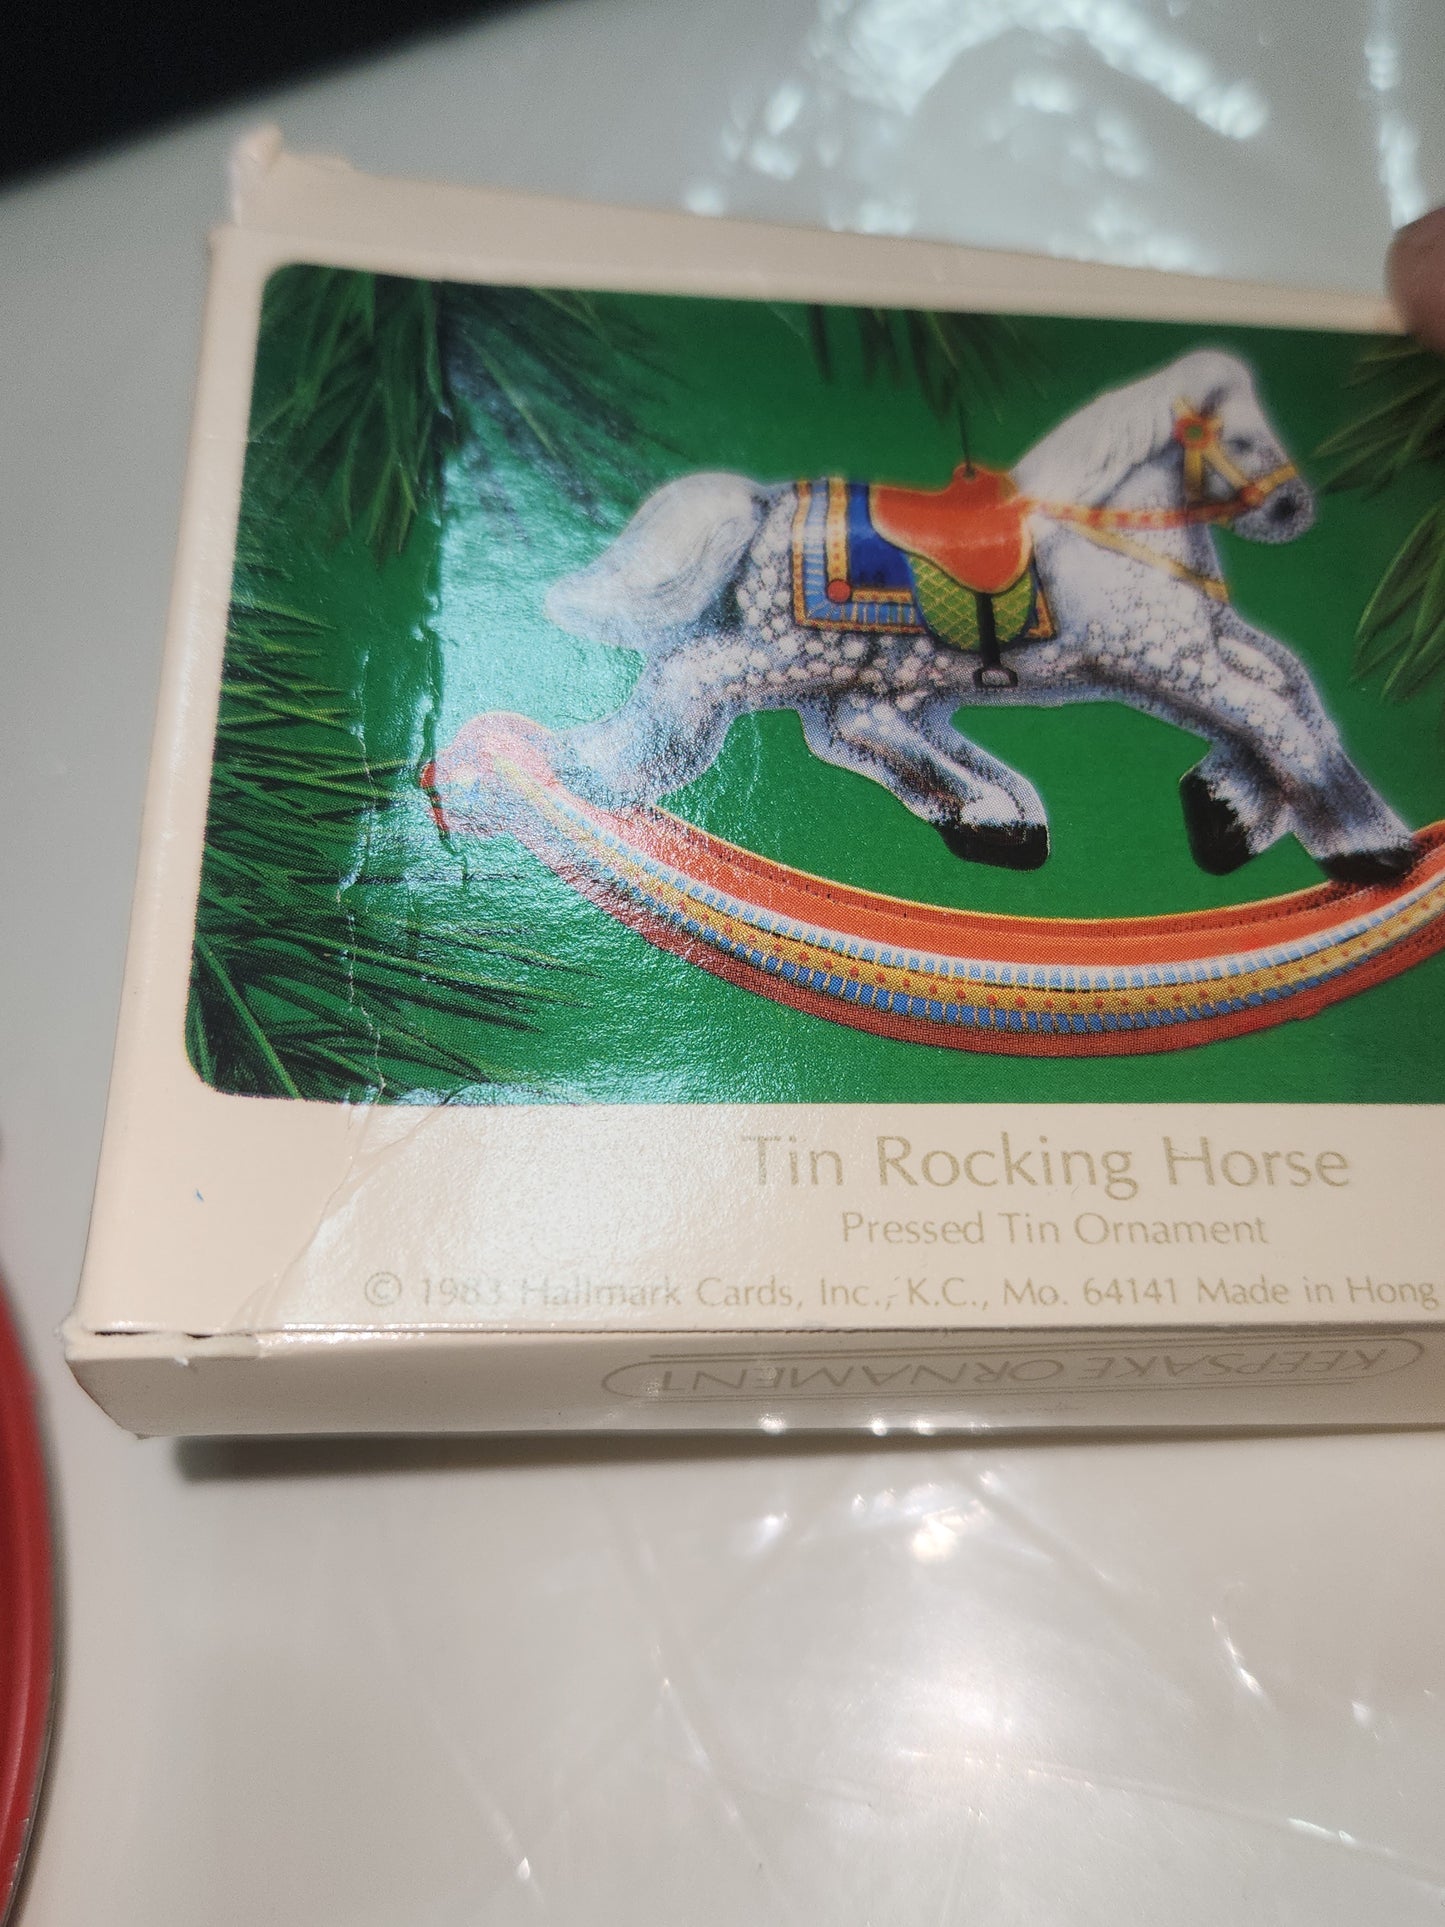 Tin Rocking Horse
Pressed Tin Ornament
© 1983 Hallmark Cards, Inc., K.C., Mo. 64141 Made in Hong
KEEPSAKE ORNAMENT